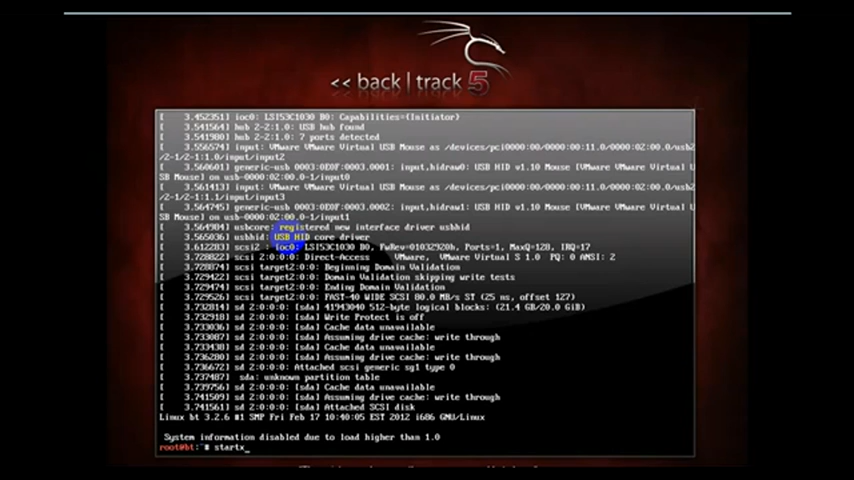 << back | track 5
[    3.452351] ioc0: LSI53C1030 B0: Capabilities={Initiator}
[    3.541564] hub 2-2:1.0: USB hub found
[    3.541980] hub 2-2:1.0: 7 ports detected
[    3.556574] input: VMware VMware Virtual USB Mouse as /devices/pci0000:00/0000:00:11.0/0000:02:00.0/usb2
/2-1/2-1:1.0/input/input2
[    3.560601] generic-usb 0003:0E0F:0003.0001: input,hidraw0: USB HID v1.10 Mouse [VMware VMware Virtual U
SB Mouse] on usb-0000:02:00.0-1/input0
[    3.561413] input: VMware VMware Virtual USB Mouse as /devices/pci0000:00/0000:00:11.0/0000:02:00.0/usb2
/2-1/2-1:1.1/input/input3
[    3.564745] generic-usb 0003:0E0F:0003.0002: input,hidraw1: USB HID v1.10 Mouse [VMware VMware Virtual U
SB Mouse] on usb-0000:02:00.0-1/input1
[    3.564984] usbcore: registered new interface driver usbhid
[    3.565036] usbhid: USB HID core driver
[    3.612283] scsi2 : ioc0: LSI53C1030 B0, FwRev=01032920h, Ports=1, MaxQ=128, IRQ=17
[    3.728822] scsi 2:0:0:0: Direct-Access     VMware, VMware Virtual S 1.0  PQ: 0 ANSI: 2
[    3.728874] scsi target2:0:0: Beginning Domain Validation
[    3.729422] scsi target2:0:0: Domain Validation skipping write tests
[    3.729474] scsi target2:0:0: Ending Domain Validation
[    3.729526] scsi target2:0:0: FAST-40 WIDE SCSI 80.0 MB/s ST (25 ns, offset 127)
[    3.732814] sd 2:0:0:0: [sda] 41943040 512-byte logical blocks: (21.4 GB/20.0 GiB)
[    3.732918] sd 2:0:0:0: [sda] Write Protect is off
[    3.733036] sd 2:0:0:0: [sda] Cache data unavailable
[    3.733087] sd 2:0:0:0: [sda] Assuming drive cache: write through
[    3.733438] sd 2:0:0:0: [sda] Cache data unavailable
[    3.736280] sd 2:0:0:0: [sda] Assuming drive cache: write through
[    3.736672] sd 2:0:0:0: Attached scsi generic sg1 type 0
[    3.737487]  sda: unknown partition table
[    3.739756] sd 2:0:0:0: [sda] Cache data unavailable
[    3.741509] sd 2:0:0:0: [sda] Assuming drive cache: write through
[    3.741561] sd 2:0:0:0: [sda] Attached SCSI disk
Linux bt 3.2.6 #1 SMP Fri Feb 17 10:40:05 EST 2012 i686 GNU/Linux
System information disabled due to load higher than 1.0
root@bt:~# startx_